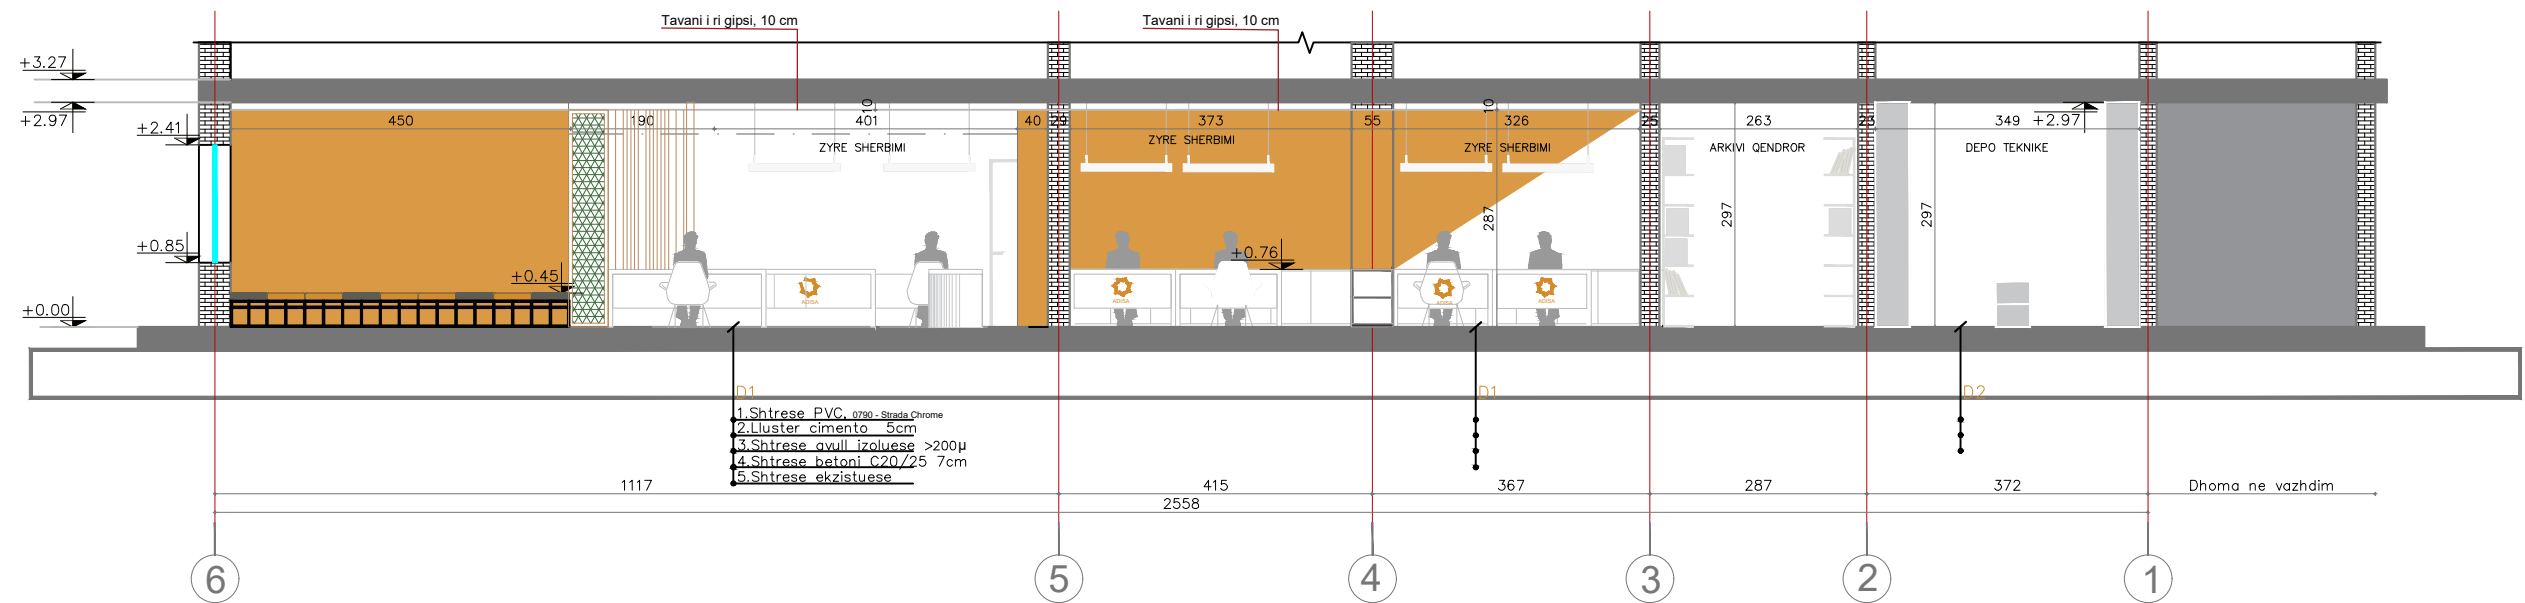 Tavani i ri gipsi, 10 cm
Tavani i ri gipsi, 10 cm
+3.27
+2.97
+2.41
+0.85
+0.45
+0.00
450
190
10
401
40
29
373
55
10
326
25
263
23
349
+2.97
ZYRE SHERBIMI
ZYRE SHERBIMI
ZYRE SHERBIMI
ARKIVI QENDROR
DEPO TEKNIKE
287
297
297
+0.76
ADISA
ADISA
ADISA
ADISA
D1
D1
D2
1.Shtrese PVC, 0790 - Strada Chrome
2.Lluster cimento 5cm
3.Shtrese avull izoluese >200µ
4.Shtrese betoni C20/25 7cm
5.Shtrese ekzistuese
1117
415
367
287
372
Dhoma ne vazhdim
2558
6
5
4
3
2
1